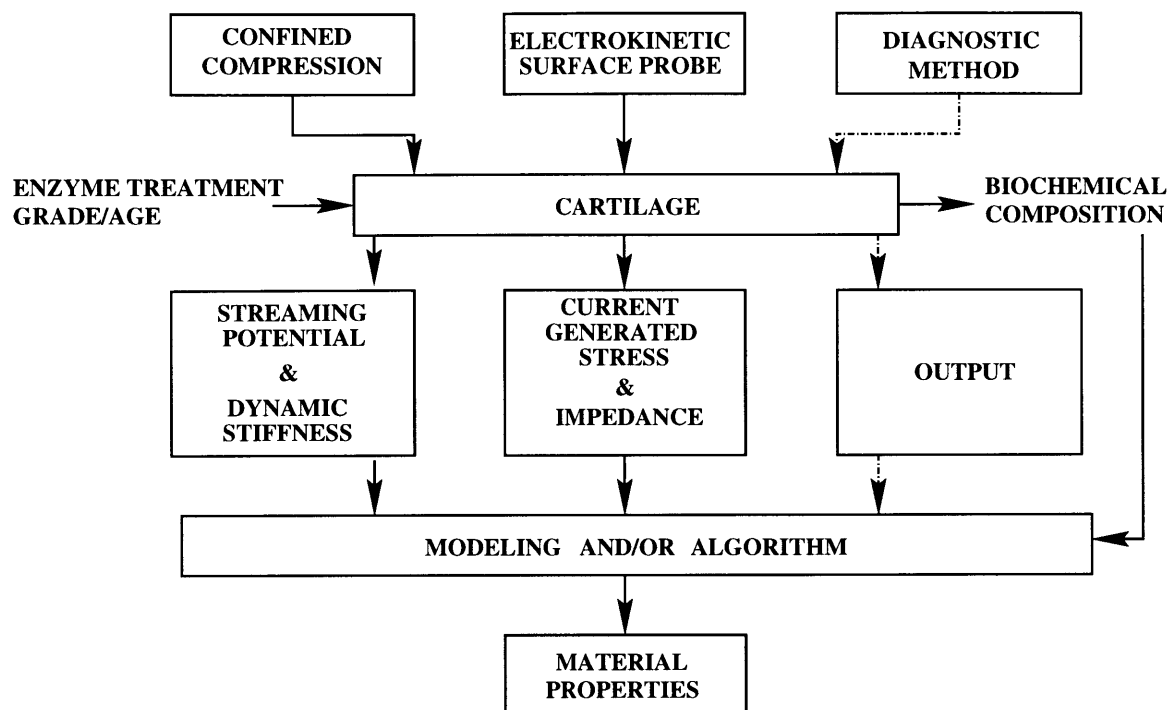 CONFINED
COMPRESSION
ELECTROKINETIC
SURFACE PROBE
DIAGNOSTIC
METHOD
ENZYME TREATMENT
GRADE/AGE
CARTILAGE
BIOCHEMICAL
COMPOSITION
STREAMING
POTENTIAL
&
DYNAMIC
STIFFNESS
CURRENT
GENERATED
STRESS
&
IMPEDANCE
OUTPUT
MODELING AND/OR ALGORITHM
MATERIAL
PROPERTIES